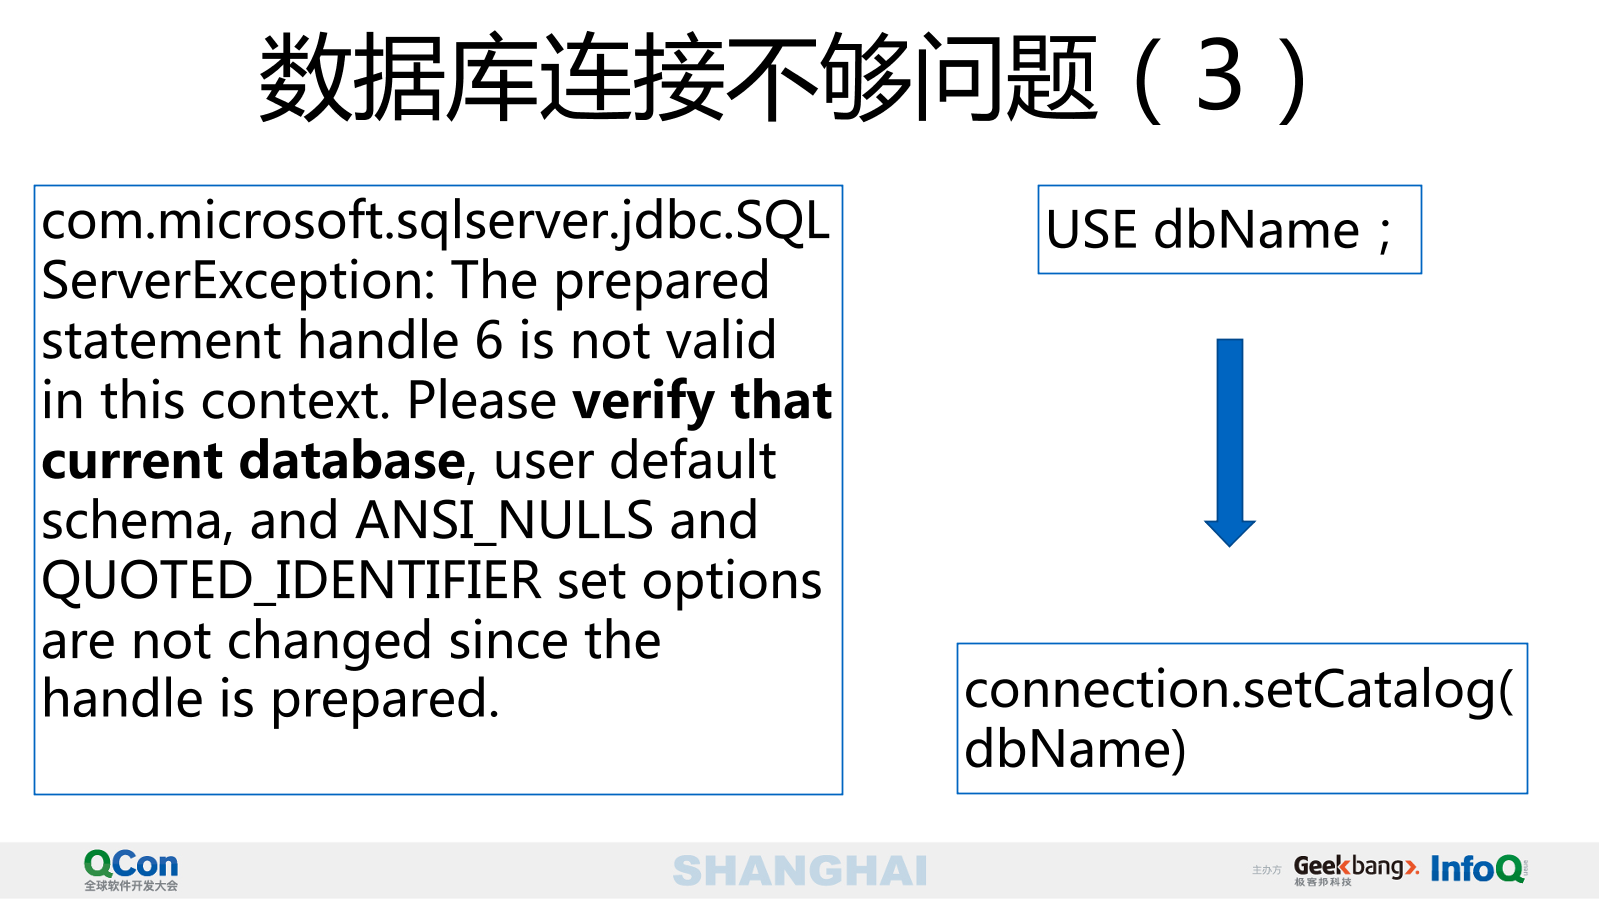 数据库连接不够问题（3）
com.microsoft.sqlserver.jdbc.SQL
ServerException: The prepared
statement handle 6 is not valid
in this context. Please verify that
current database, user default
schema, and ANSI_NULLS and
QUOTED_IDENTIFIER set options
are not changed since the
handle is prepared.
USE dbName；
connection.setCatalog(
dbName)
QCon
全球软件开发大会
SHANGHAI
主办方
Geekbang>.
极客邦科技
InfoQ